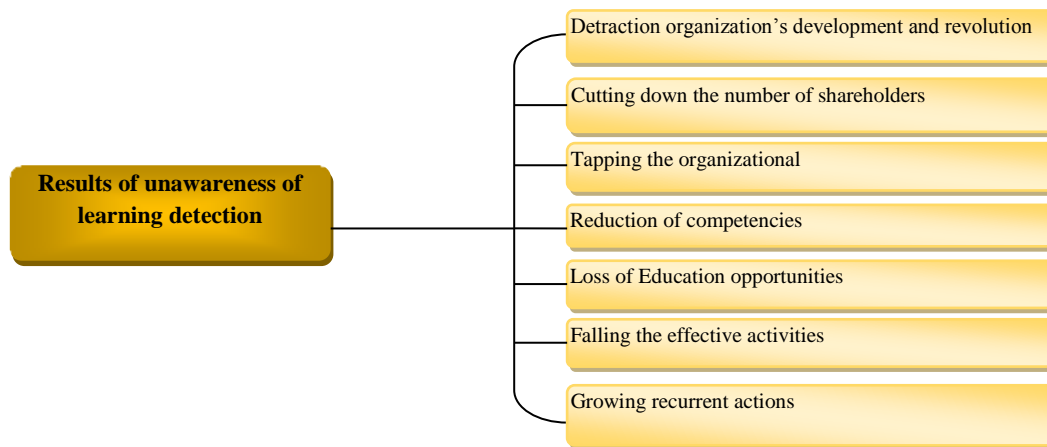 Detraction organization’s development and revolution
Cutting down the number of shareholders
Tapping the organizational
Results of unawareness of
learning detection
Reduction of competencies
Loss of Education opportunities
Falling the effective activities
Growing recurrent actions